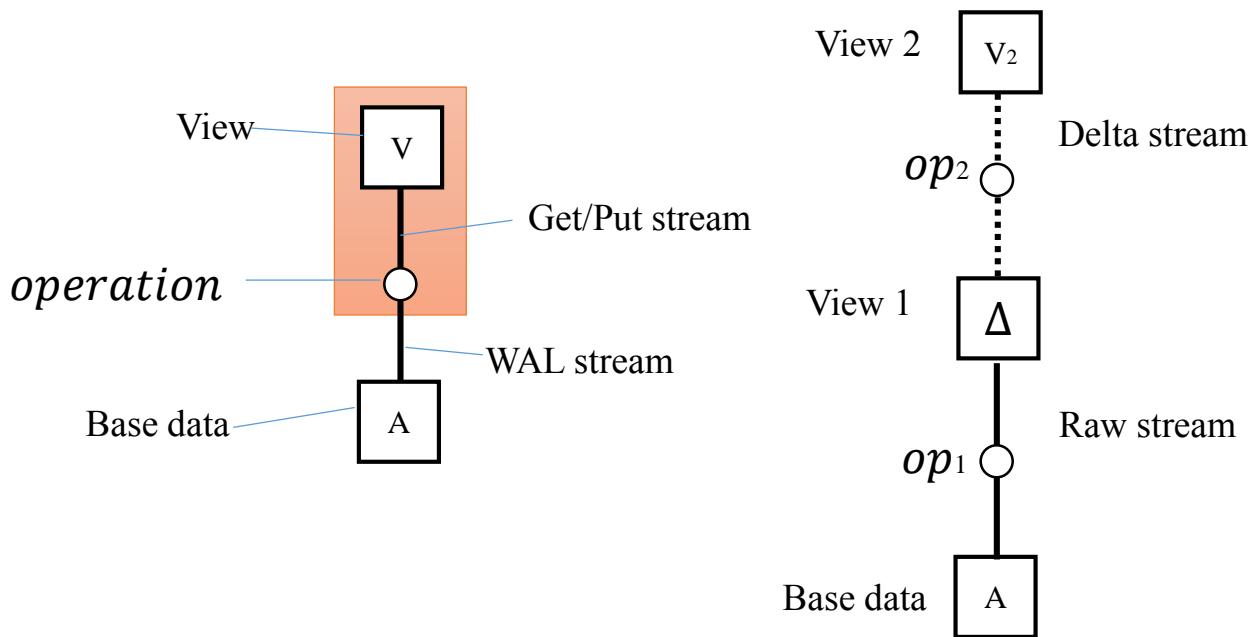 View
V
Get/Put stream
operation
WAL stream
Base data
A
View 2
V2
Delta stream
op2
View 1
Δ
Raw stream
op1
Base data
A